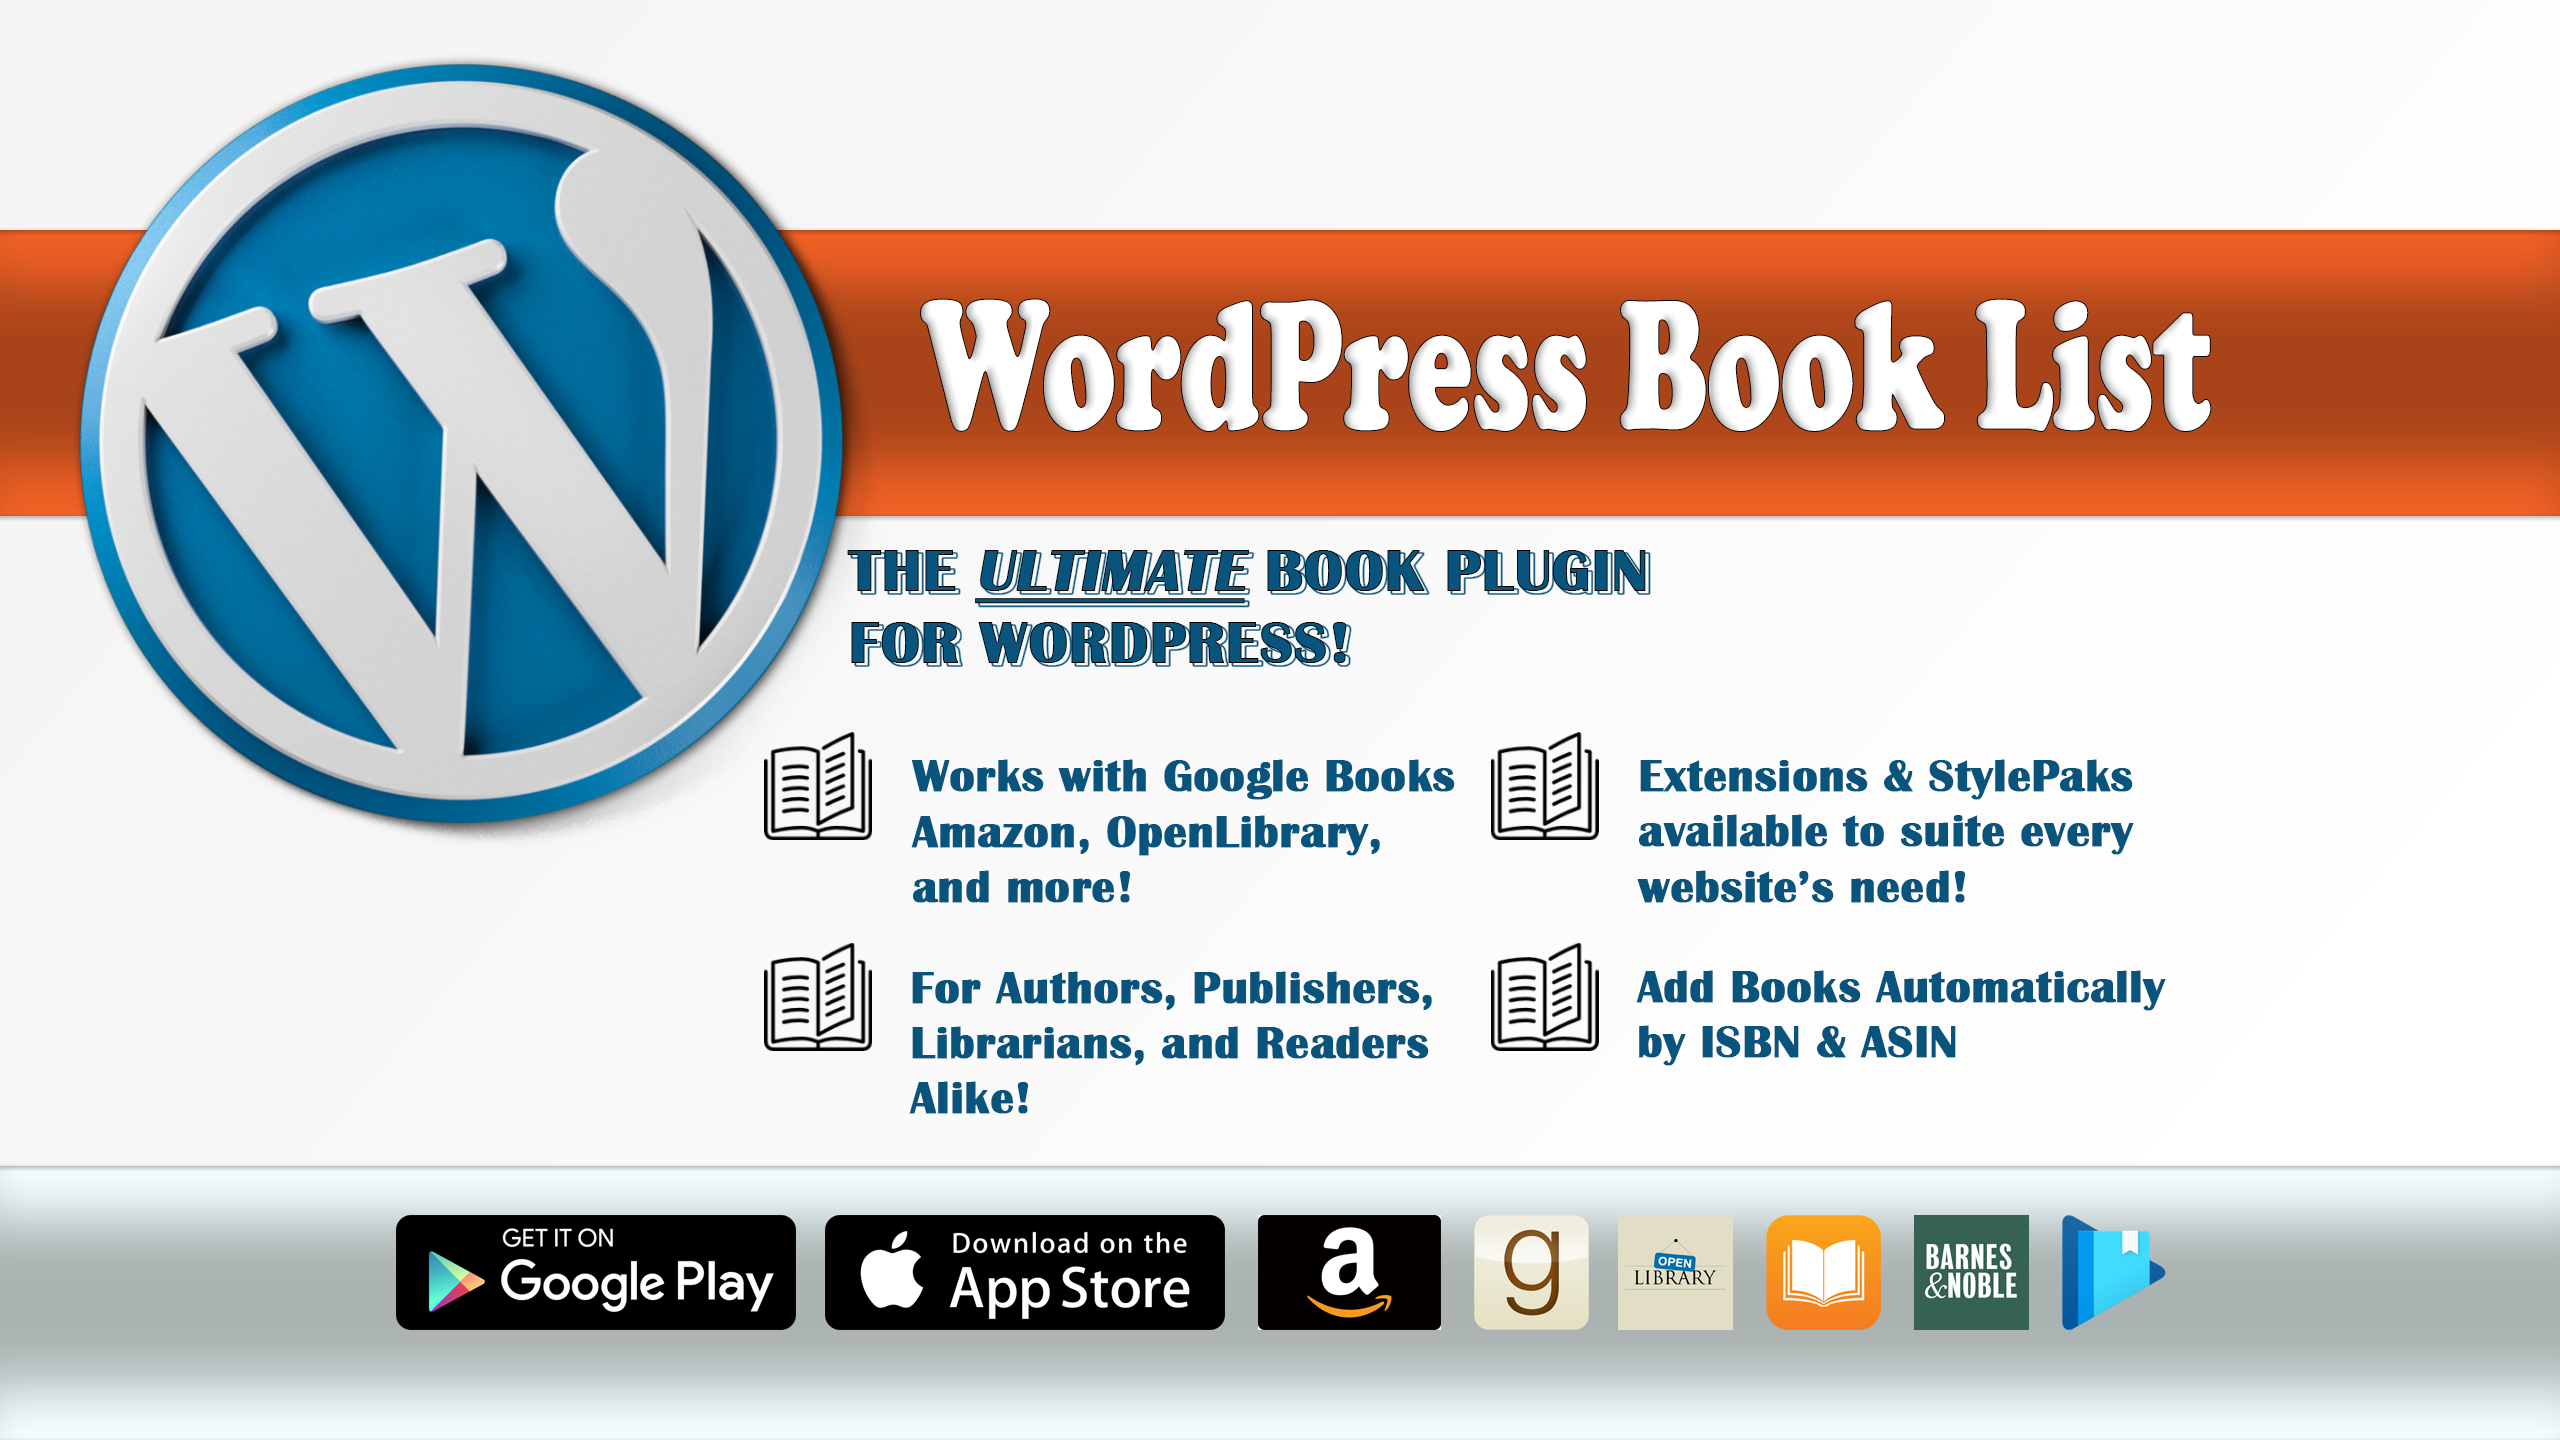 WordPress Book List
THE ULTIMATE BOOK PLUGIN
FOR WORDPRESS!
Works with Google Books
Amazon, OpenLibrary,
and more!
Extensions & StylePaks
available to suite every
website’s need!
For Authors, Publishers,
Librarians, and Readers
Alike!
Add Books Automatically
by ISBN & ASIN
GET IT ON
Google Play
Download on the
App Store
a
g
OPEN
LIBRARY
BARNES
&NOBLE